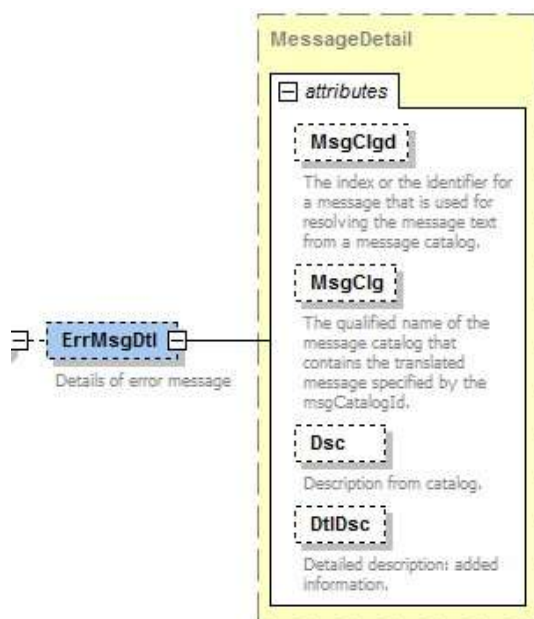 MessageDetail
attributes
MsgClgd
The index or the identifier for
a message that is used for
resolving the message text
from a message catalog.
MsgClg
The qualified name of the
message catalog that
contains the translated
message specified by the
msgCatalogId.
ErrMsgDtl
Details of error message
Dsc
Description from catalog.
DtlDsc
Detailed description: added
information.